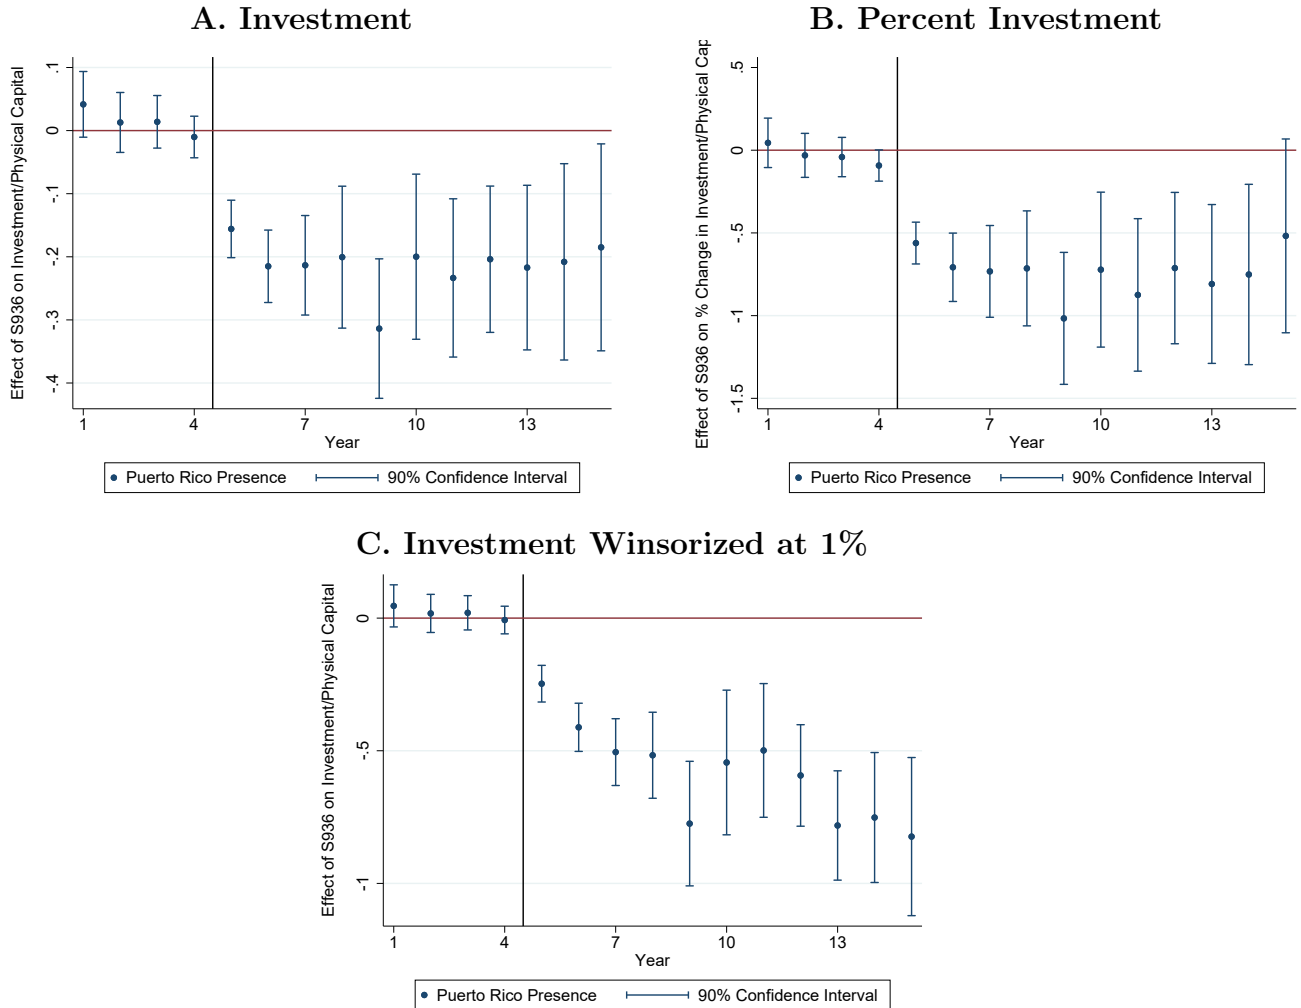 A. Investment
Effect of S936 on Investment/Physical Capital
.1
0
-.1
-.2
-.3
-.4
1
4
7
10
13
Year
Puerto Rico Presence
90% Confidence Interval
B. Percent Investment
Effect of S936 on % Change in Investment/Physical Cap
.5
0
-.5
-1
-1.5
1
4
7
10
13
Year
Puerto Rico Presence
90% Confidence Interval
C. Investment Winsorized at 1%
Effect of S936 on Investment/Physical Capital
0
-.5
-1
1
4
7
10
13
Year
Puerto Rico Presence
90% Confidence Interval